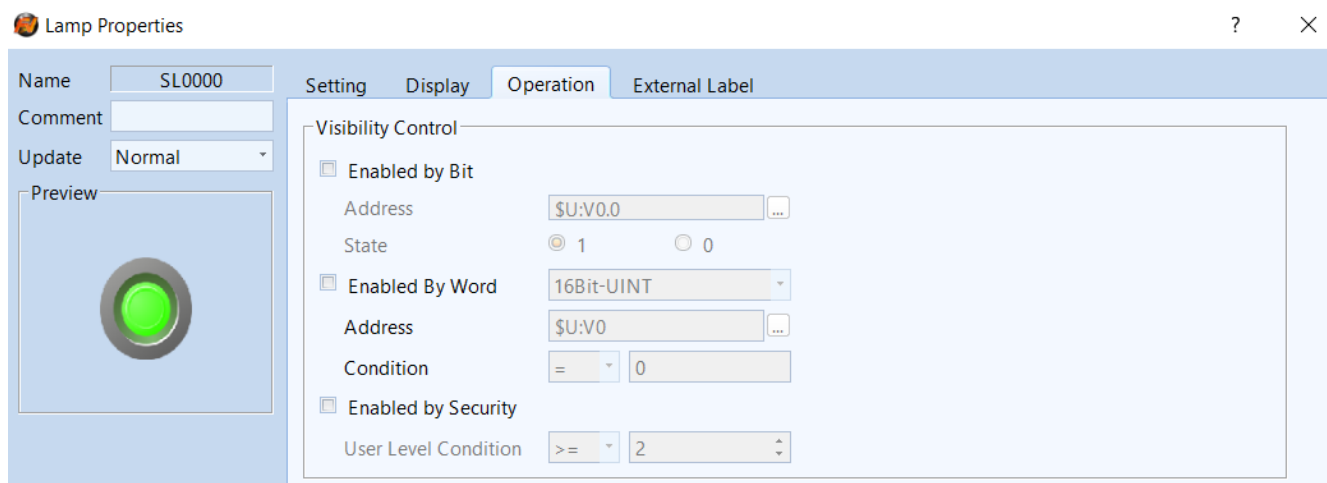 Lamp Properties ?
Name SL0000
Comment
Update Normal
Preview
Setting Display Operation External Label
Visibility Control
Enabled by Bit
Address $U:V0.0 ...
State 1 0
Enabled By Word 16Bit-UINT
Address $U:V0 ...
Condition = 0
Enabled by Security
User Level Condition >= 2